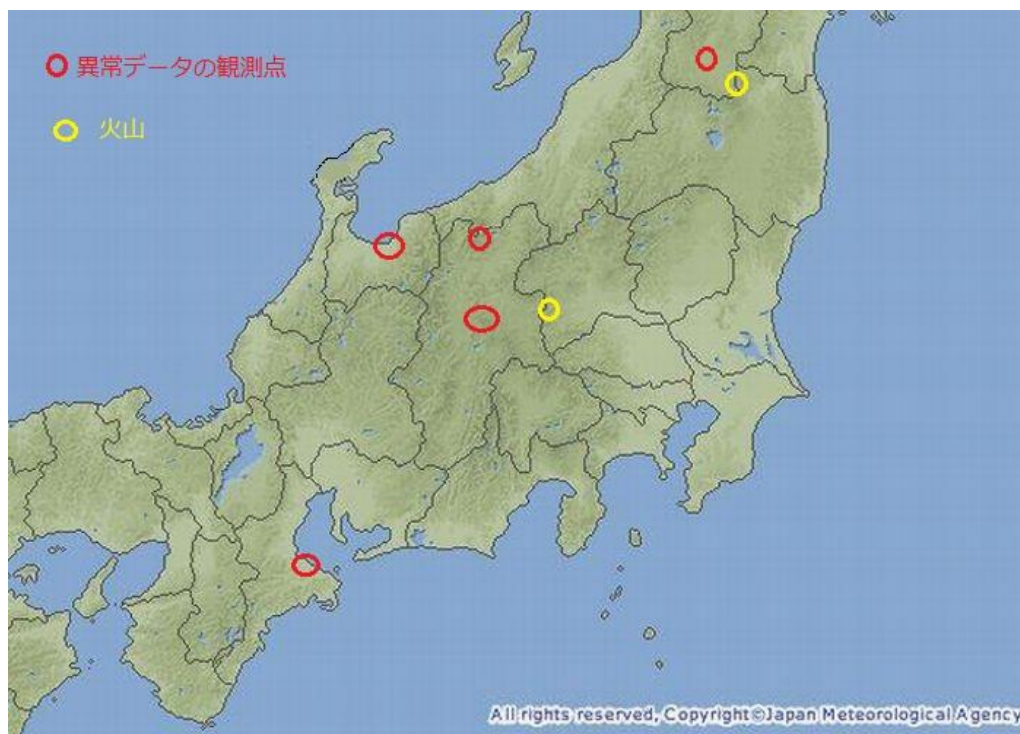 異常データの観測点
火山
All rights reserved, Copyright©Japan Meteorological Agency